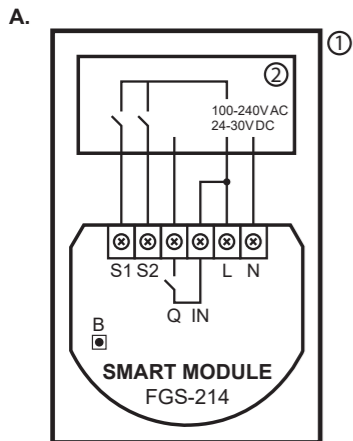 A.
①
②
100-240V AC
24-30V DC
S1 S2 L N
Q IN
B
SMART MODULE
FGS-214